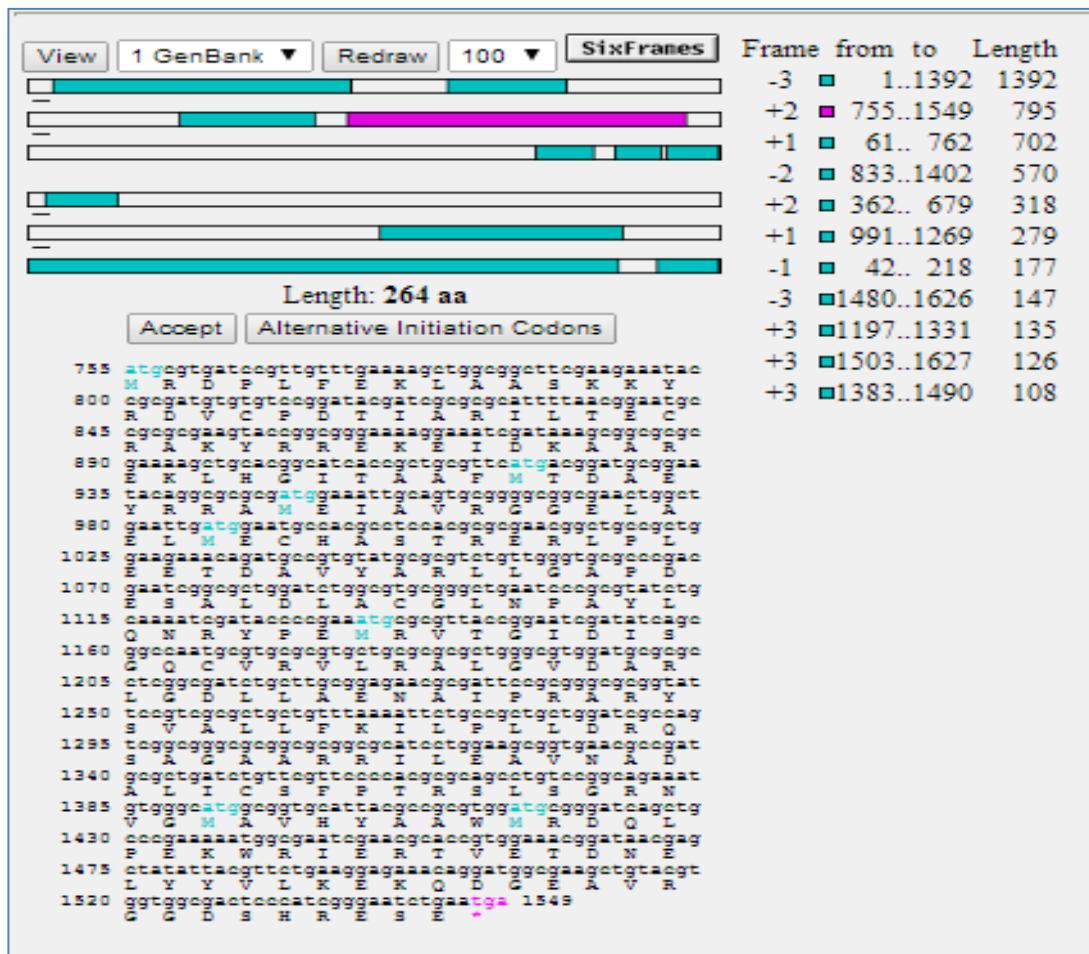 View 1 GenBank ▼ Redraw 100 ▼ SixFrames
Frame from to Length
-3 1..1392 1392
+2 755..1549 795
+1 61.. 762 702
-2 833..1402 570
+2 362.. 679 318
+1 991..1269 279
-1 42.. 218 177
-3 1480..1626 147
+3 1197..1331 135
+3 1503..1627 126
+3 1383..1490 108
Length: 264 aa
Accept Alternative Initiation Codons
755 atgcgtgatccgttgtttgaaaagctggcggcttcgaagaaatac
M R D P L F E K L A A S K K Y
800 cgcgatgtgtgtccggatacgatcgcgcgcattttaacggaatgc
R D V C P D T I A R I L T E C
845 cgcgcgaagtaccggcgggaaaaggaaatcgataaagcggcgcgc
R A K Y R R E K E I D K A A R
890 gaaaagctgcacggcatcaccgctgcgttcatgacggatgcggaa
E K L H G I T A A F M T D A E
935 tacaggcgcgcgatggaaattgcagtgcggggcggcgaactggct
Y R R A M E I A V R G G E L A
980 gaattgatggaatgccacgcctccacgcgcgaacggctgccgctg
E L M E C H A S T R E R L P L
1025 gaagaaacagatgccgtgtatgcgcgtctgttgggtgcgcccgac
E E T D A V Y A R L L G A P D
1070 gaatcggcgctggatctggcgtgcgggctgaatcccgcgtatctg
E S A L D L A C G L N P A Y L
1115 caaaatcgataccccgaaatgcgcgttaccggaatcgatatcagc
Q N R Y P E M R V T G I D I S
1160 ggccaatgcgtgcgcgtgctgcgcgcgctgggcgtggatgcgcgc
G Q C V R V L R A L G V D A R
1205 ctcggcgatctgcttgcggagaacgcgattccgcgggcgcggtat
L G D L L A E N A I P R A R Y
1250 tccgtcgcgctgctgtttaaaattctgccgctgctggatcgccag
S V A L L F K I L P L L D R Q
1295 tcggcgggcgcggcgcggcgcatcctggaagcggtgaacgccgat
S A G A A R R I L E A V N A D
1340 gcgctgatctgttcgttccccacgcgcagcctgtccggcagaaat
A L I C S F P T R S L S G R N
1385 gtgggcatggcggtgcattacgccgcgtggatgcgggatcagctg
V G M A V H Y A A W M R D Q L
1430 cccgaaaaatggcgaatcgaacgcaccgtggaaacggataacgag
P E K W R I E R T V E T D N E
1475 ctatattacgttctgaaggagaaacaggatggcgaagctgtacgt
L Y Y V L K E K Q D G E A V R
1520 ggtggcgactcccatcgggaatctgaatga 1549
G G D S H R E S E *